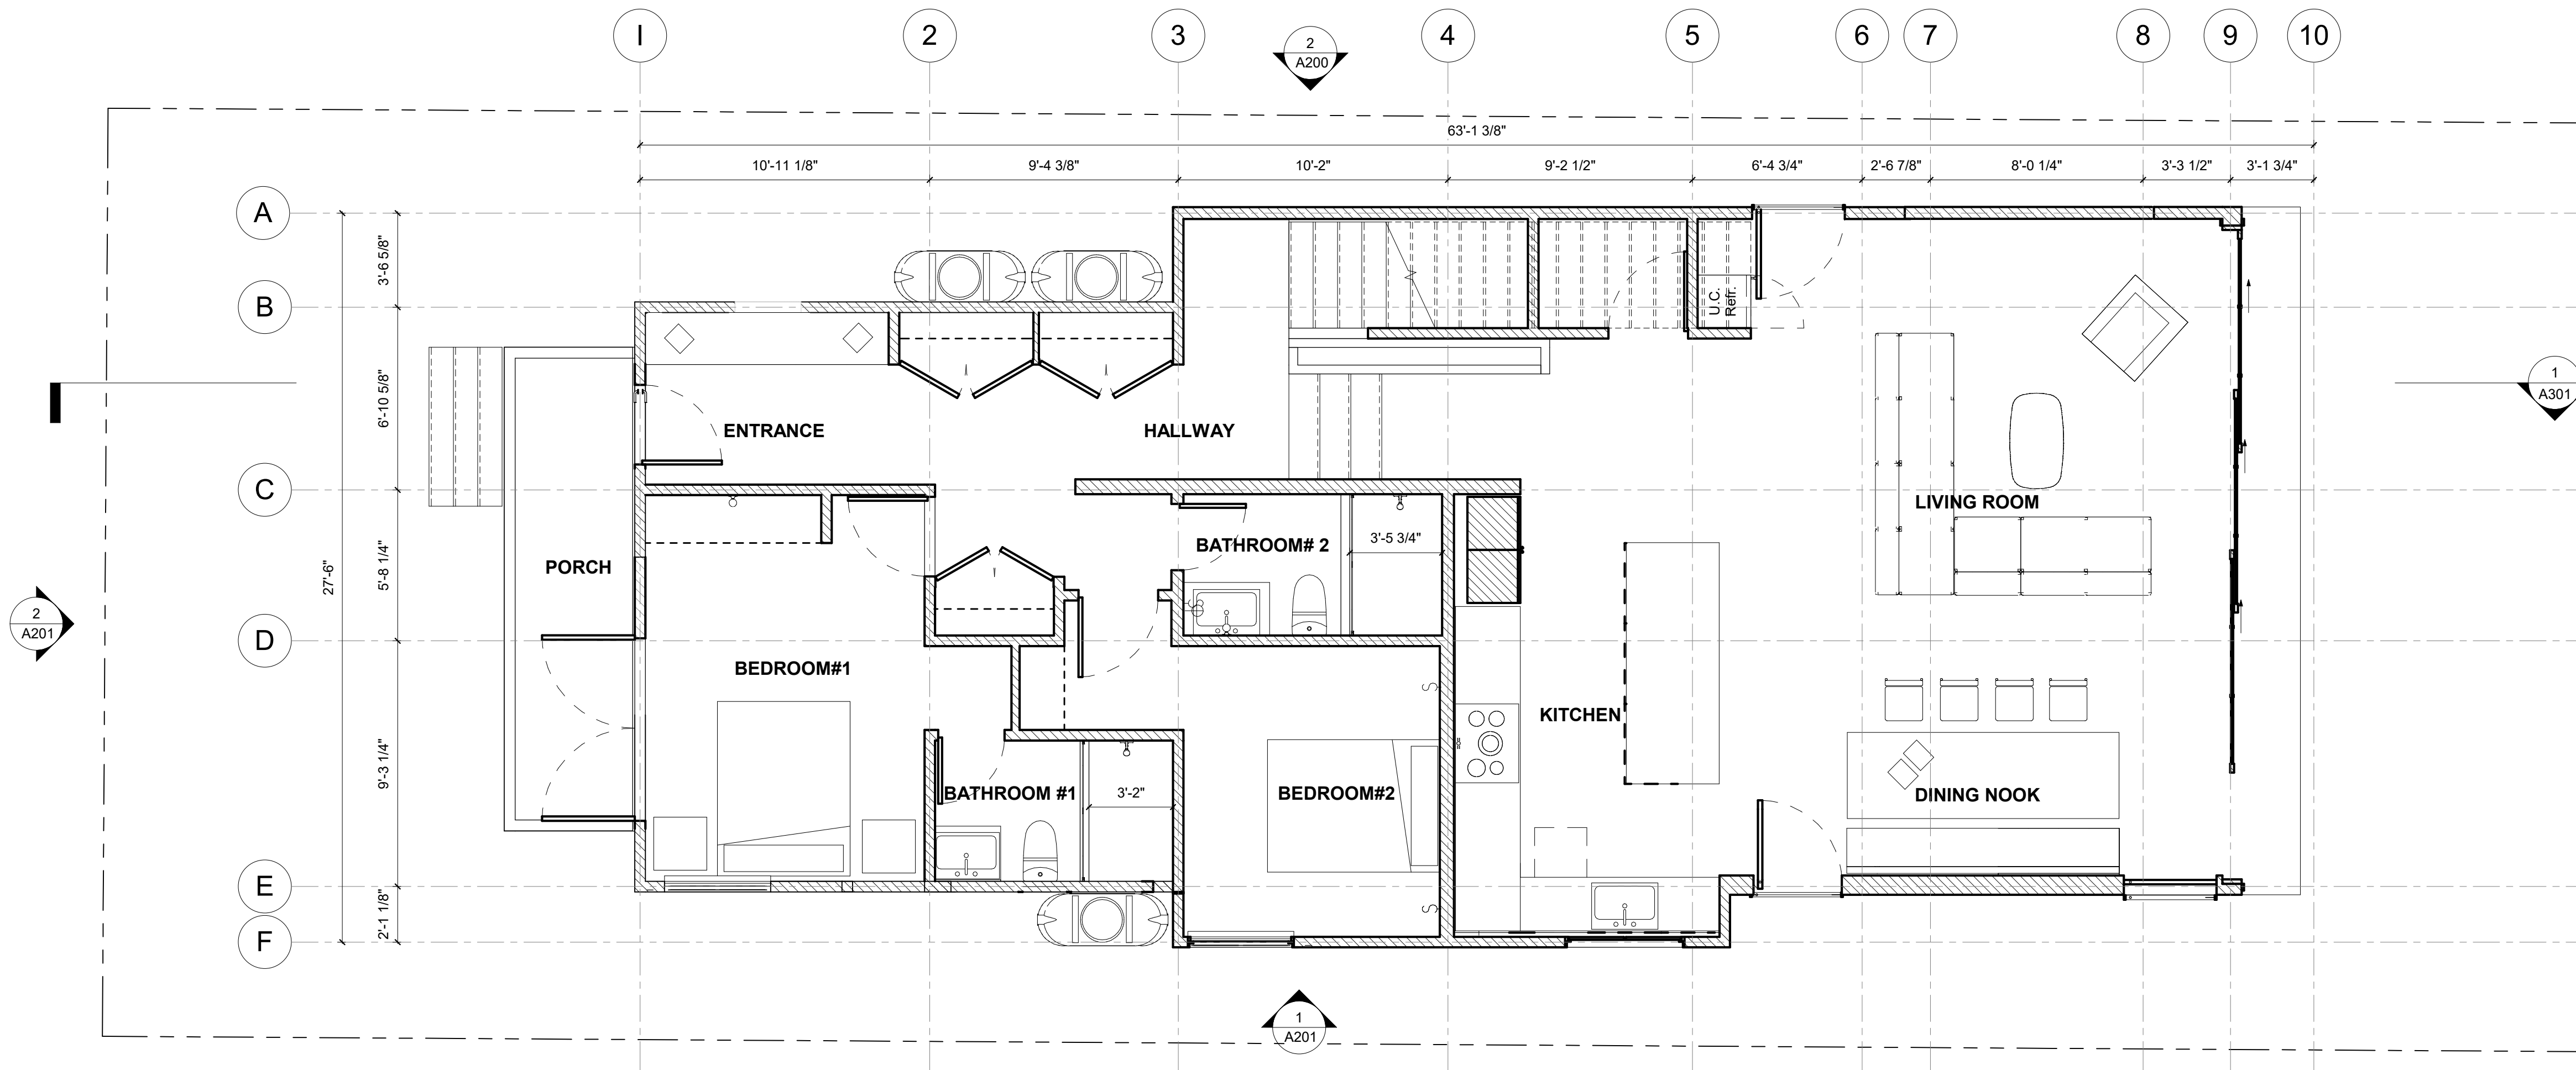 I
2
3
4
5
6
7
8
9
10
2
A200
63'-1 3/8"
10'-11 1/8"
9'-4 3/8"
10'-2"
9'-2 1/2"
6'-4 3/4"
2'-6 7/8"
8'-0 1/4"
3'-3 1/2"
3'-1 3/4"
A
B
C
D
E
F
3'-6 5/8"
6'-10 5/8"
5'-8 1/4"
9'-3 1/4"
2'-1 1/8"
27'-6"
U.C.
Refr.
1
A301
ENTRANCE
HALLWAY
LIVING ROOM
BATHROOM# 2
3'-5 3/4"
PORCH
2
A201
BEDROOM#1
KITCHEN
BATHROOM #1
3'-2"
BEDROOM#2
DINING NOOK
1
A201